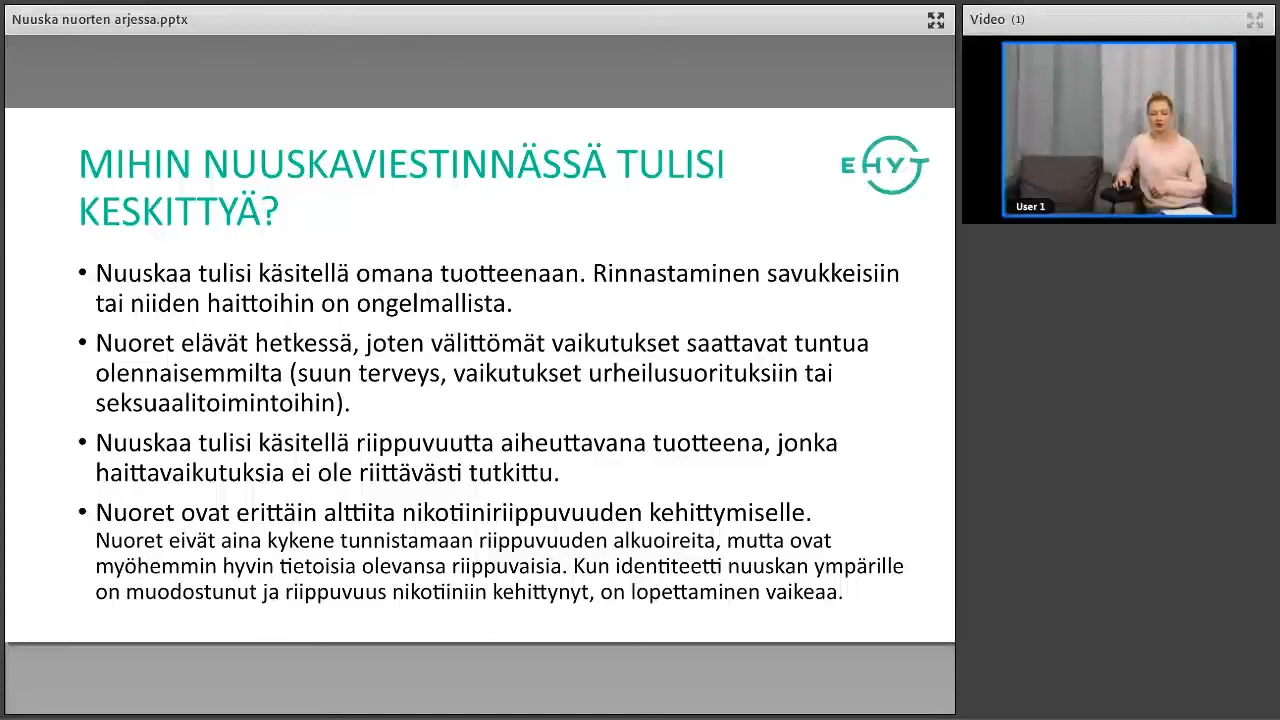 Nuuska nuorten arjessa.pptx
Video (1)
User 1
EHYT
MIHIN NUUSKAVIESTINNÄSSÄ TULISI
KESKITTYÄ?
• Nuuskaa tulisi käsitellä omana tuotteenaan. Rinnastaminen savukkeisiin
tai niiden haittoihin on ongelmallista.
• Nuoret elävät hetkessä, joten välittömät vaikutukset saattavat tuntua
olennaisemmilta (suun terveys, vaikutukset urheilusuorituksiin tai
seksuaalitoimintoihin).
• Nuuskaa tulisi käsitellä riippuvuutta aiheuttavana tuotteena, jonka
haittavaikutuksia ei ole riittävästi tutkittu.
• Nuoret ovat erittäin alttiita nikotiiniriippuvuuden kehittymiselle.
Nuoret eivät aina kykene tunnistamaan riippuvuuden alkuoireita, mutta ovat
myöhemmin hyvin tietoisia olevansa riippuvaisia. Kun identiteetti nuuskan ympärille
on muodostunut ja riippuvuus nikotiiniin kehittynyt, on lopettaminen vaikeaa.